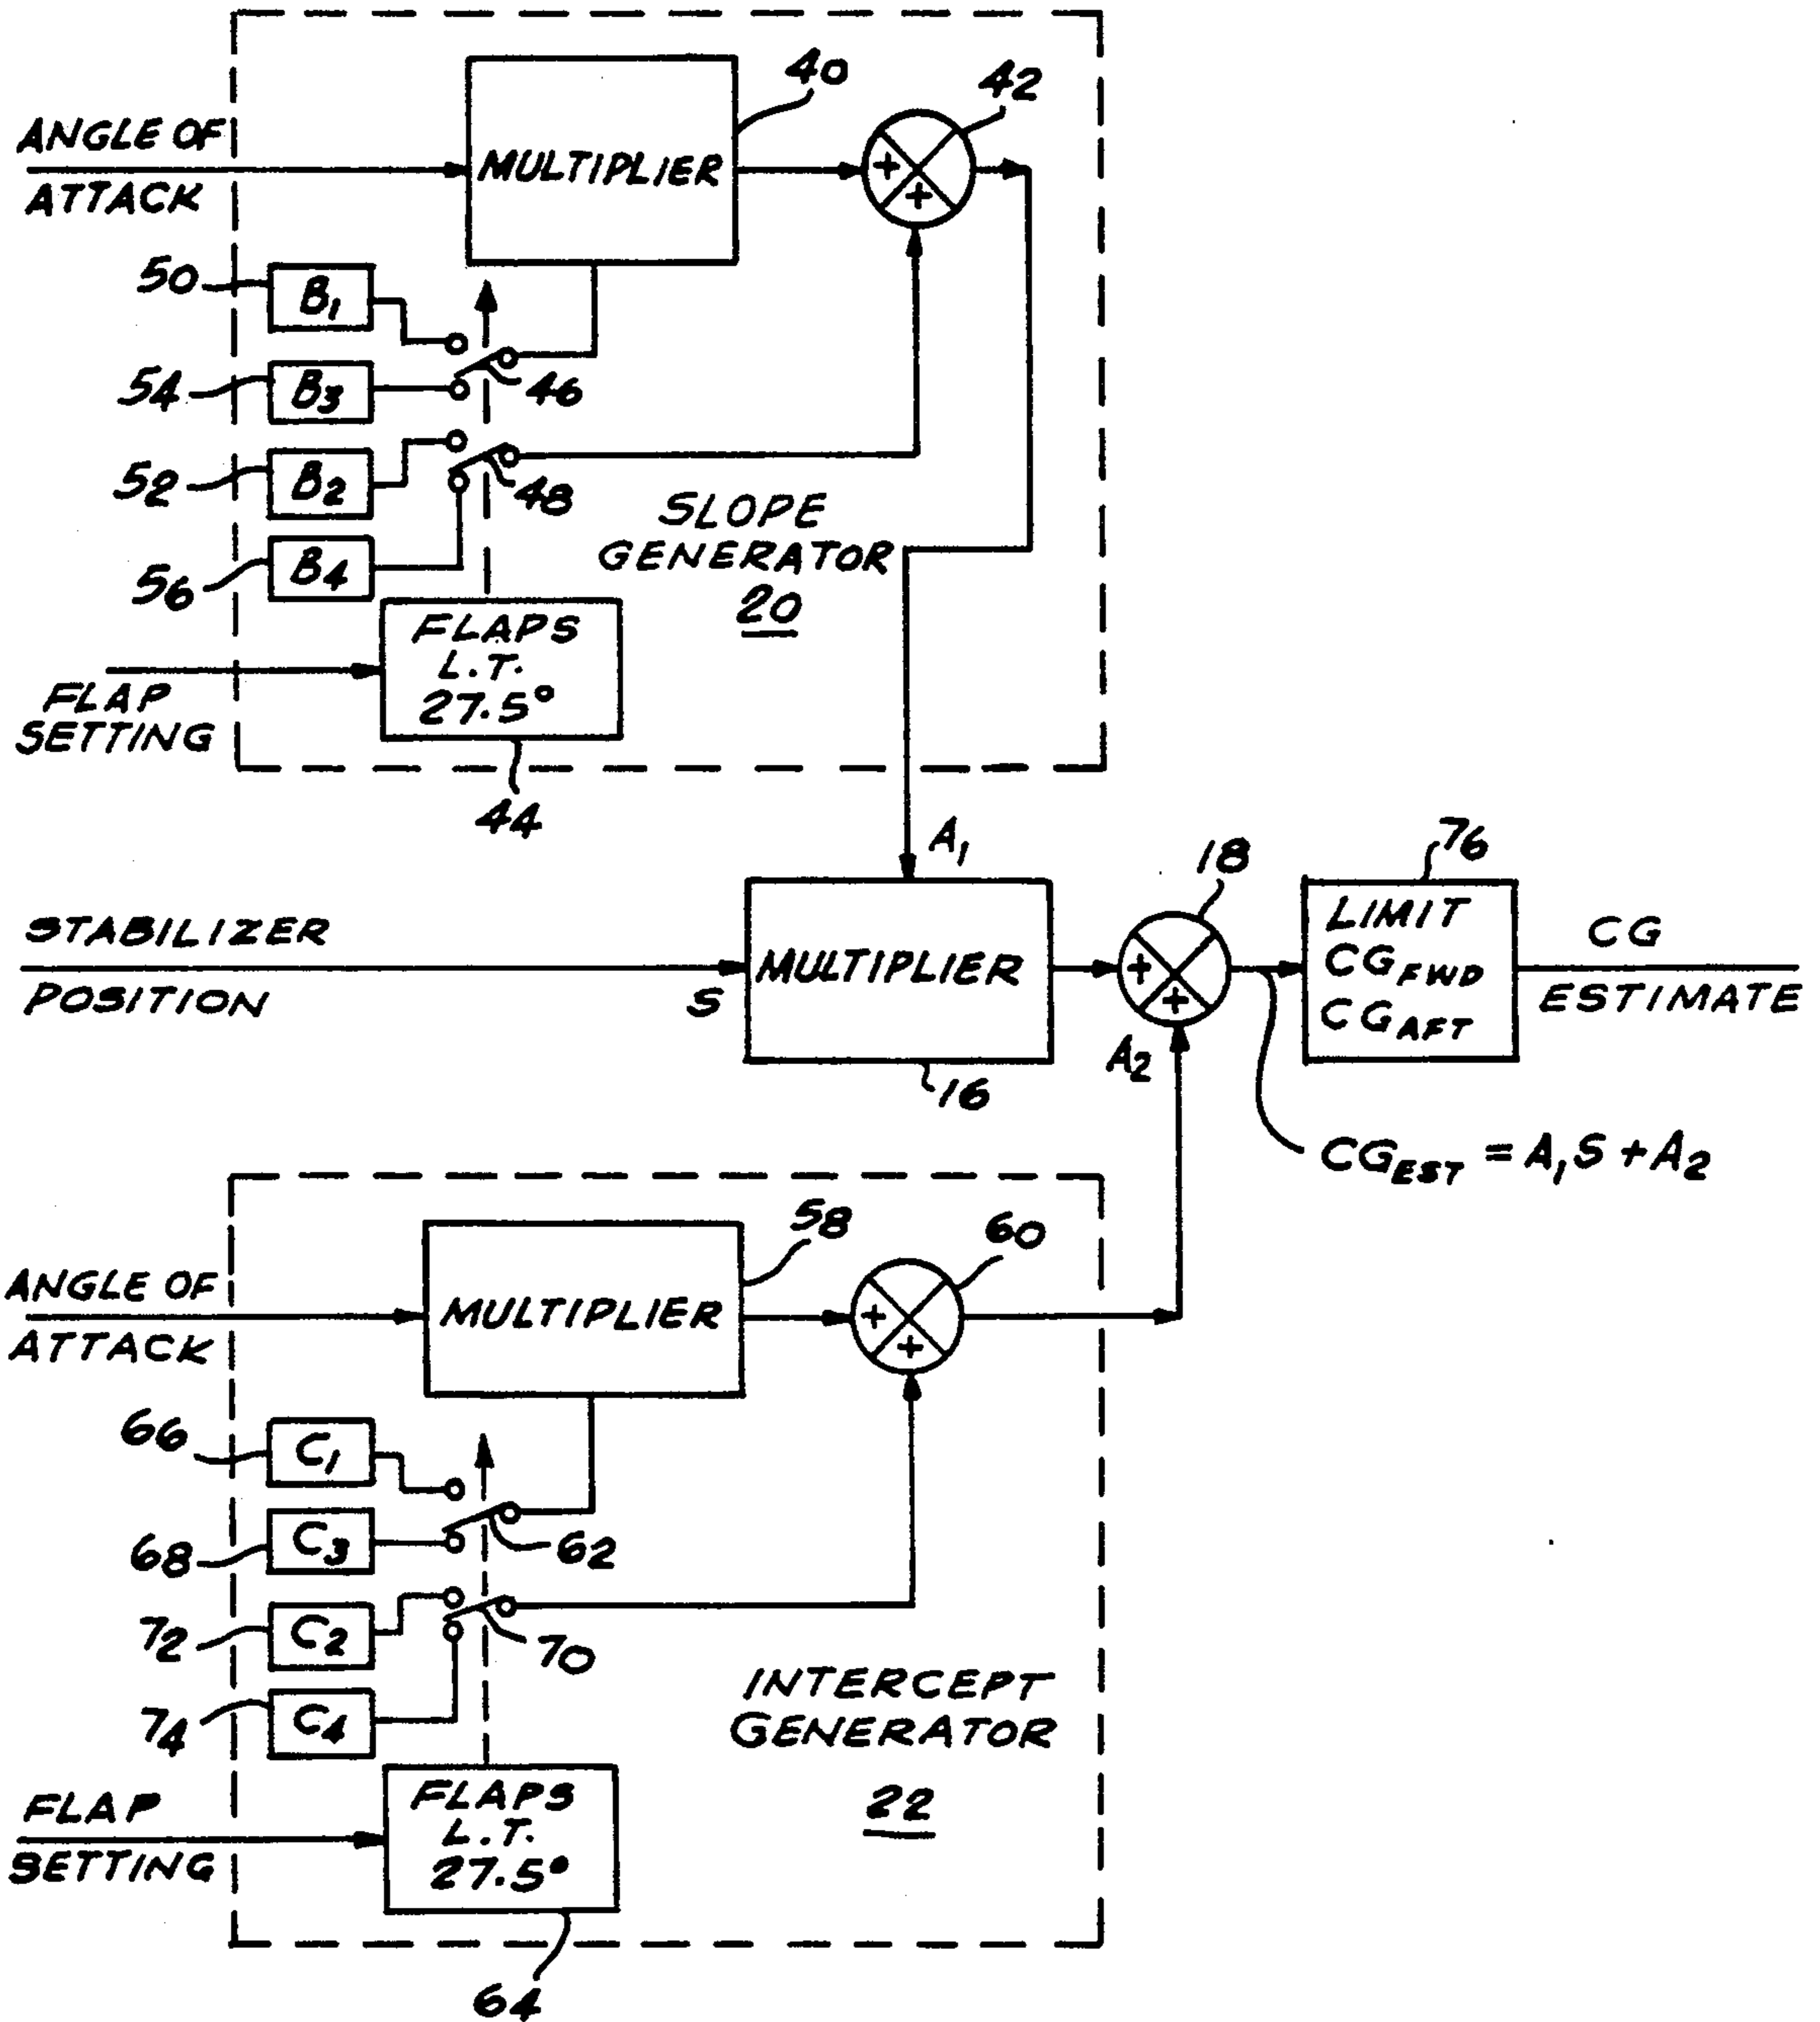 40
42
ANGLE OF
ATTACK
MULTIPLIER
+
+
50
B1
54
B3
46
52
B2
48
56
B4
SLOPE
GENERATOR
20
FLAPS
L.T.
27.5°
FLAP
SETTING
44
A1
STABILIZER
POSITION
S
MULTIPLIER
16
18
+
+
A2
76
LIMIT
CGFWD
CGAFT
CG
ESTIMATE
CGEST = A1S + A2
58
60
ANGLE OF
ATTACK
MULTIPLIER
+
+
66
C1
68
C3
62
72
C2
70
74
C4
INTERCEPT
GENERATOR
22
FLAPS
L.T.
27.5°
FLAP
SETTING
64